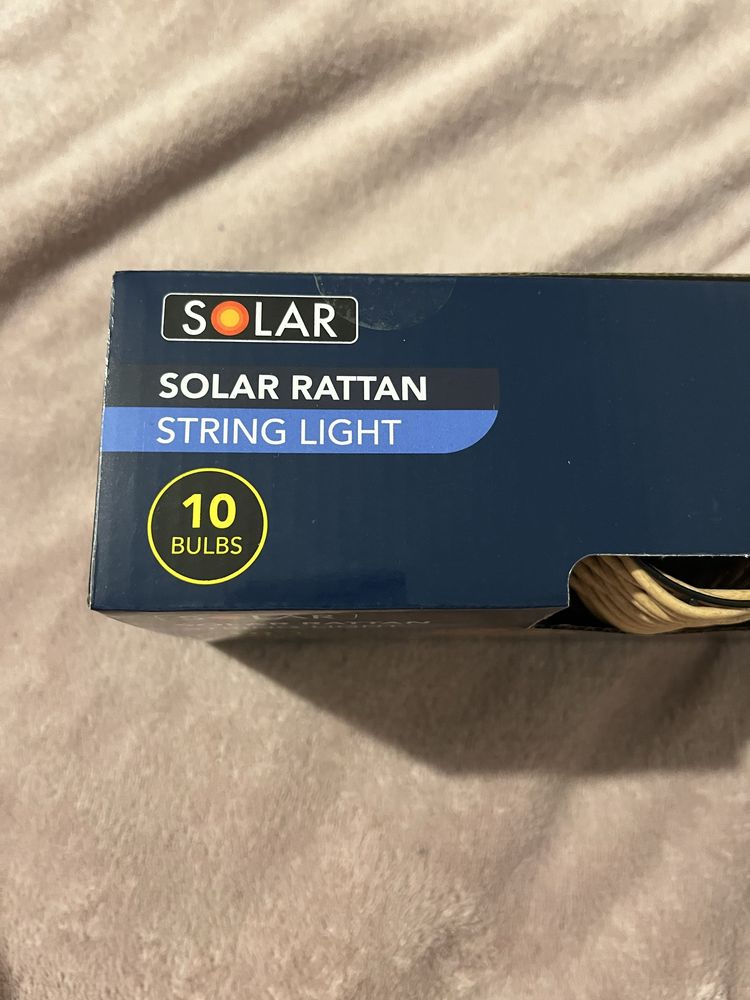 SOLAR
SOLAR RATTAN
STRING LIGHT
10
BULBS